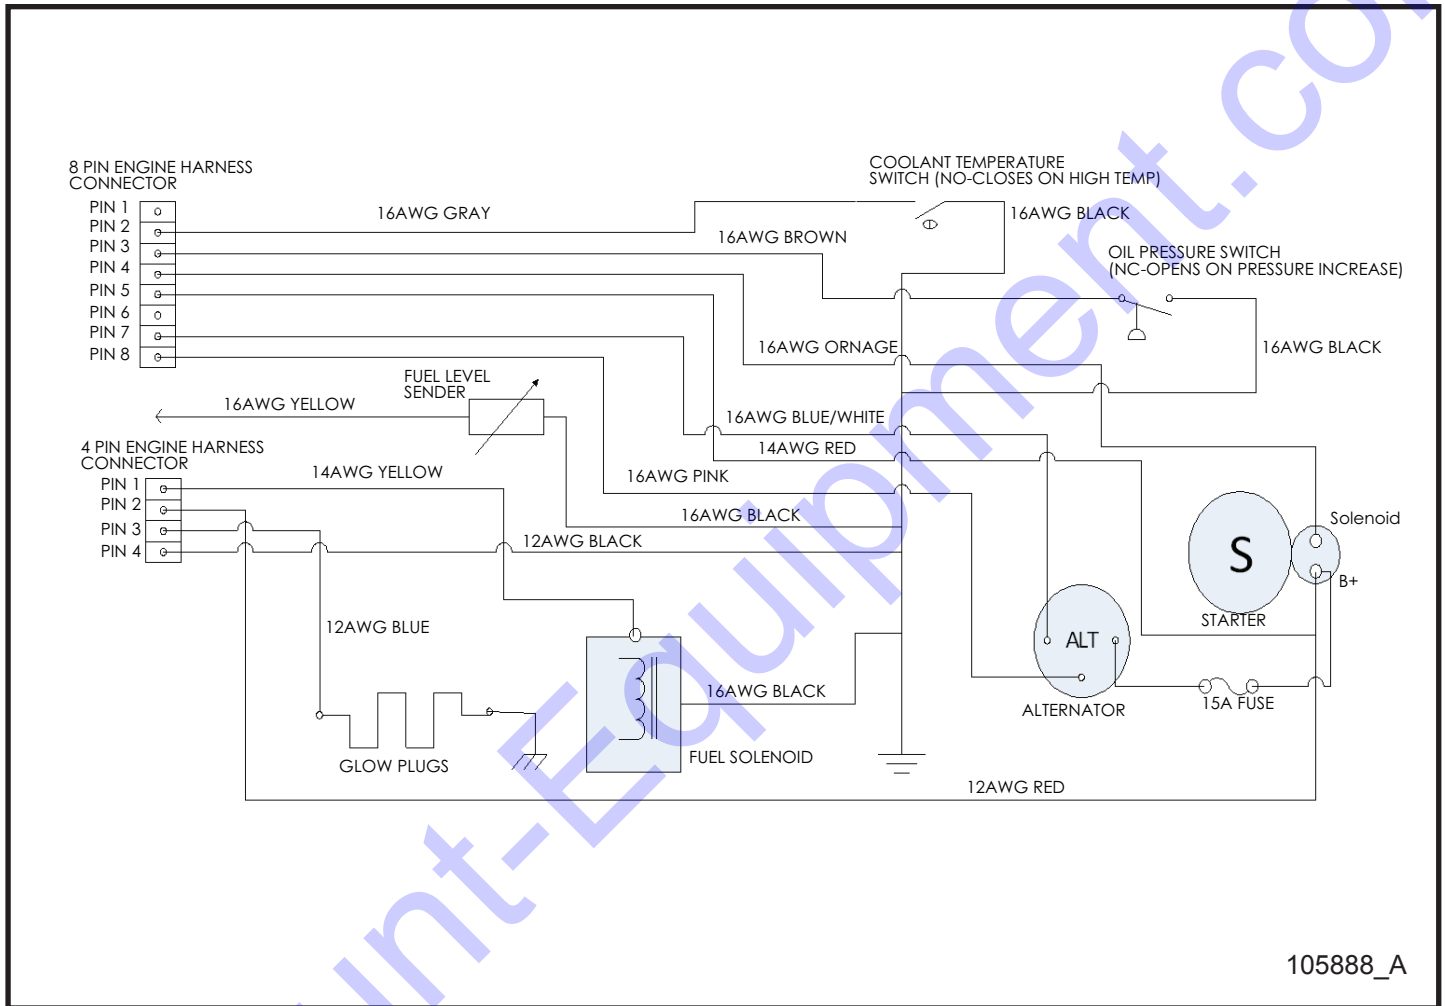 8 PIN ENGINE HARNESS
CONNECTOR
PIN 1
PIN 2
PIN 3
PIN 4
PIN 5
PIN 6
PIN 7
PIN 8
16AWG GRAY
COOLANT TEMPERATURE
SWITCH (NO-CLOSES ON HIGH TEMP)
16AWG BLACK
16AWG BROWN
OIL PRESSURE SWITCH
(NC-OPENS ON PRESSURE INCREASE)
16AWG ORNAGE
16AWG BLACK
FUEL LEVEL
SENDER
16AWG YELLOW
16AWG BLUE/WHITE
14AWG RED
4 PIN ENGINE HARNESS
CONNECTOR
PIN 1
PIN 2
PIN 3
PIN 4
14AWG YELLOW
16AWG PINK
16AWG BLACK
12AWG BLACK
Solenoid
S
B+
STARTER
12AWG BLUE
ALT
16AWG BLACK
ALTERNATOR
15A FUSE
GLOW PLUGS
FUEL SOLENOID
12AWG RED
105888_A
unt-Equipment.co